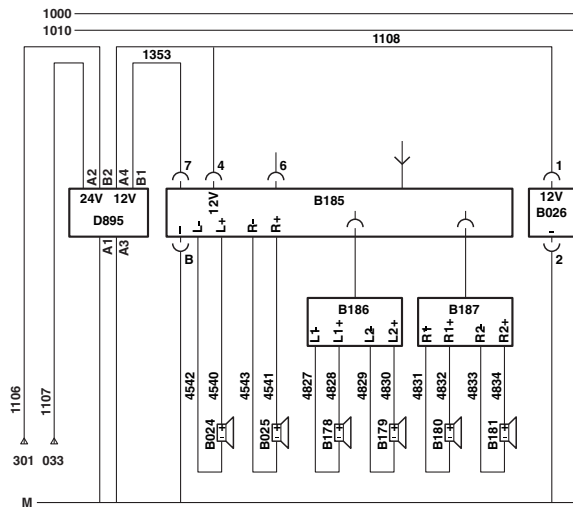 1000
1010
1108
1353
A2
B2
A4
B1
7
4
6
1
24V 12V
D895
12V
B185
12V
B026
-
2
A1
A3
-
L-
L+
R-
R+
B
B186
L1-
L1+
L2-
L2+
B187
R1-
R1+
R2-
R2+
1106
1107
4542
4540
4543
4541
4827
4828
4829
4830
4831
4832
4833
4834
B024
B025
B178
B179
B180
B181
+
-
+
-
+
-
+
-
+
-
+
-
301 033
M